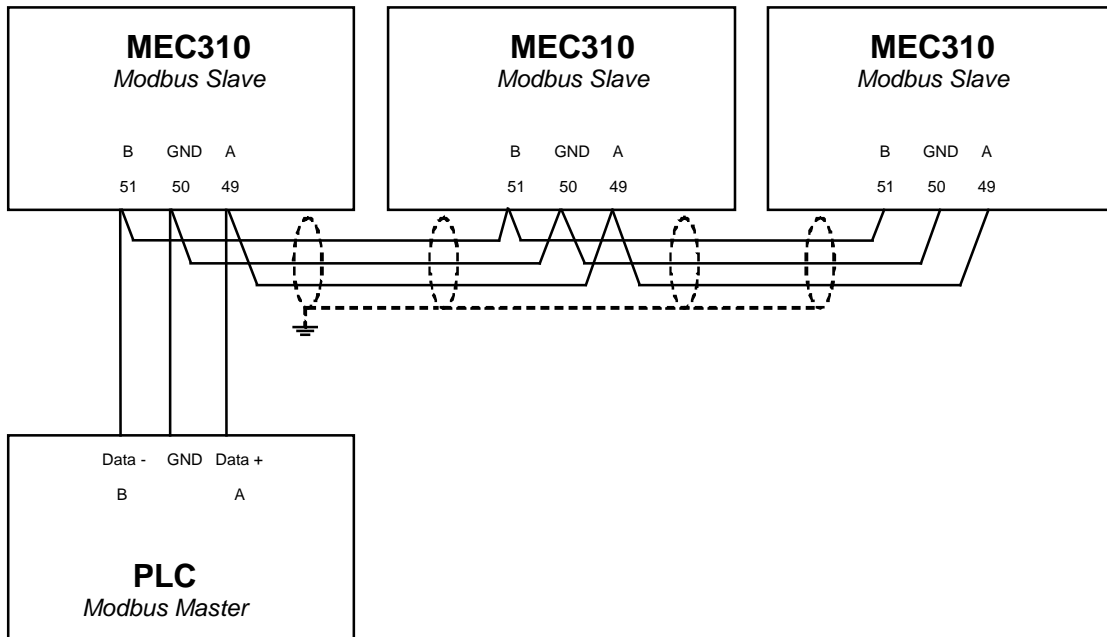 MEC310
Modbus Slave
B GND A
51 50 49
MEC310
Modbus Slave
B GND A
51 50 49
MEC310
Modbus Slave
B GND A
51 50 49
Data - GND Data +
B A
PLC
Modbus Master